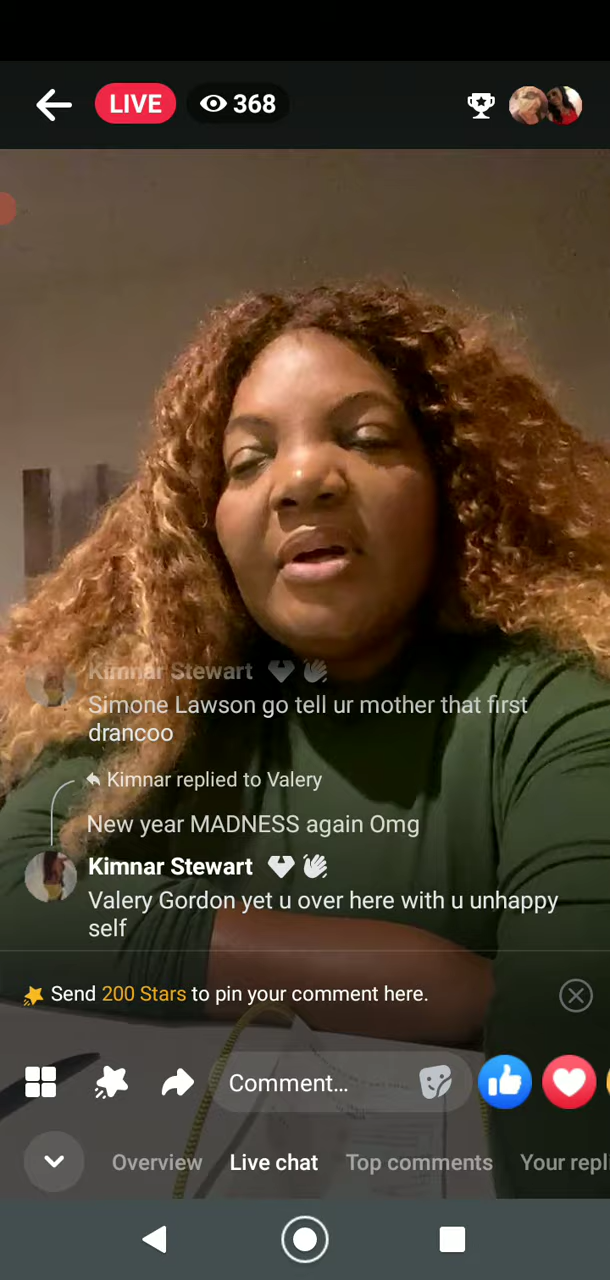 LIVE
368
Kimnar Stewart
Simone Lawson go tell ur mother that first
drancoo
Kimnar replied to Valery
New year MADNESS again Omg
Kimnar Stewart
Valery Gordon yet u over here with u unhappy
self
Send 200 Stars to pin your comment here.
Comment...
Overview
Live chat
Top comments
Your repli